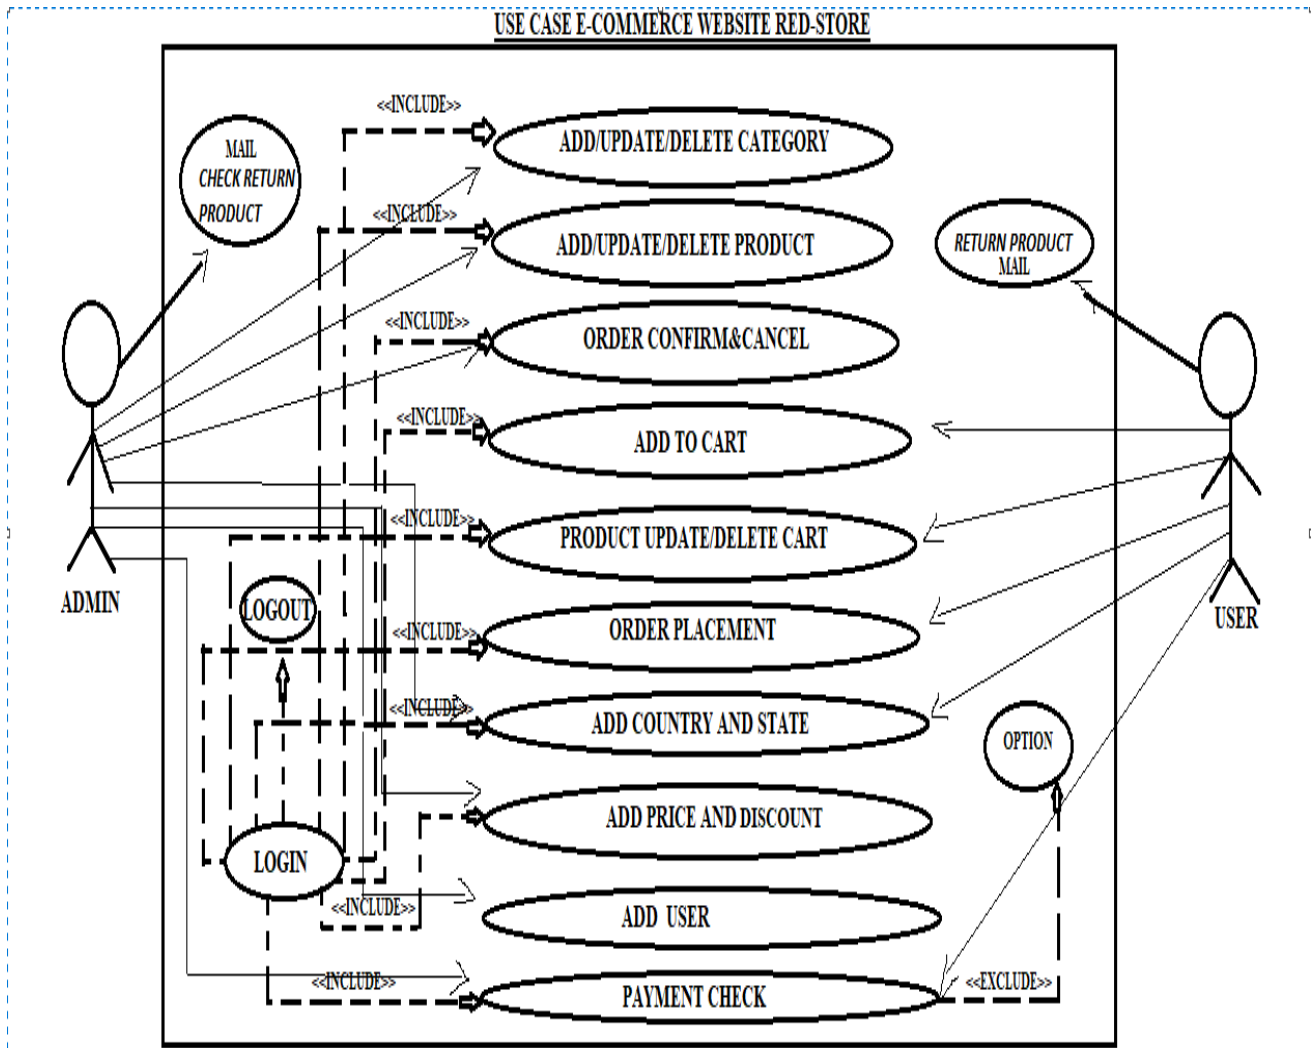 USE CASE E-COMMERCE WEBSITE RED-STORE
<<INCLUDE>>
ADD/UPDATE/DELETE CATEGORY
MAIL
CHECK RETURN
PRODUCT
<<INCLUDE>>
ADD/UPDATE/DELETE PRODUCT
RETURN PRODUCT
MAIL
<<INCLUDE>>
ORDER CONFIRM&CANCEL
<<INCLUDE>>
ADD TO CART
<<INCLUDE>>
PRODUCT UPDATE/DELETE CART
ADMIN
LOGOUT
<<INCLUDE>>
ORDER PLACEMENT
USER
<<INCLUDE>>
ADD COUNTRY AND STATE
OPTION
ADD PRICE AND DISCOUNT
LOGIN
<<INCLUDE>>
ADD USER
<<INCLUDE>>
PAYMENT CHECK
<<EXCLUDE>>